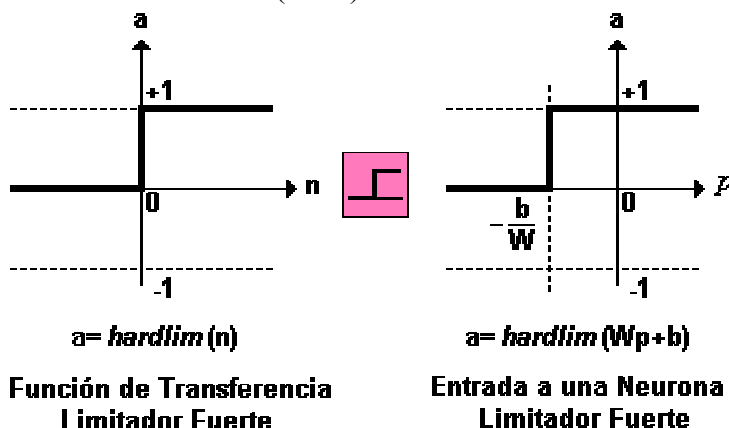 a
+1
n
0
-1
a= hardlim (n)
Función de Transferencia
Limitador Fuerte
a
+1
p
0
-b/W
-1
a= hardlim (Wp+b)
Entrada a una Neurona
Limitador Fuerte